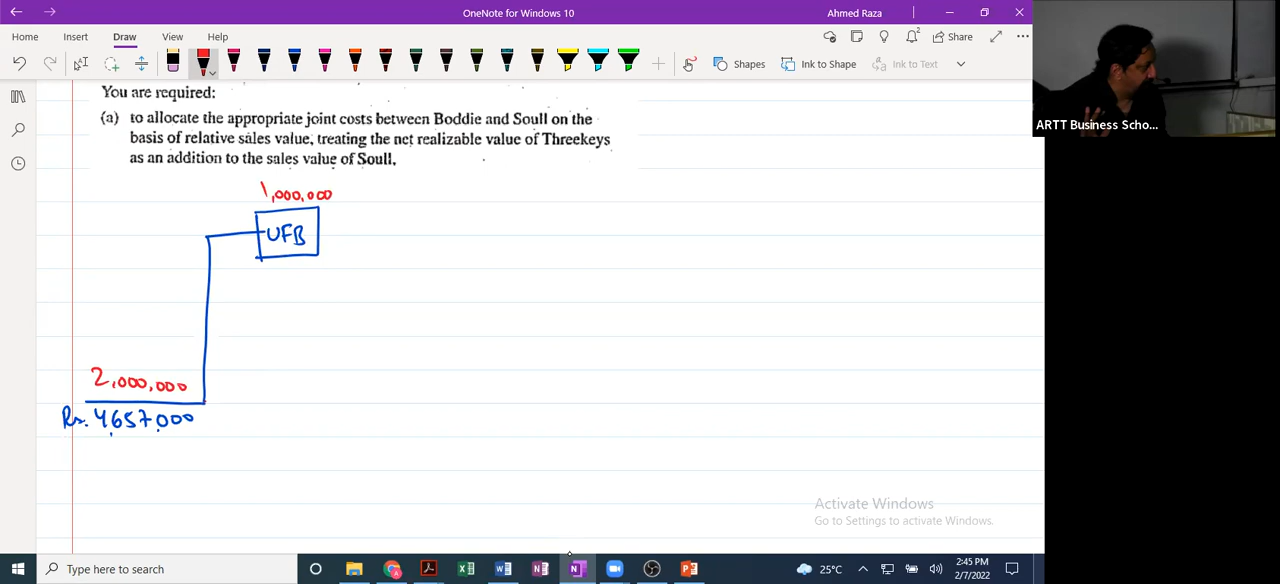 OneNote for Windows 10
Ahmed Raza
Home Insert Draw View Help
Share
Shapes Ink to Shape Ink to Text
ARTT Business Scho...
You are required:
(a) to allocate the appropriate joint costs between Boddie and Soull on the
basis of relative sales value, treating the net realizable value of Threekeys
as an addition to the sales value of Soull.
1,000,000
UFB
2,000,000
Rs. 4,657,000
Activate Windows
Go to Settings to activate Windows.
Type here to search
25°C
2:45 PM
2/7/2022